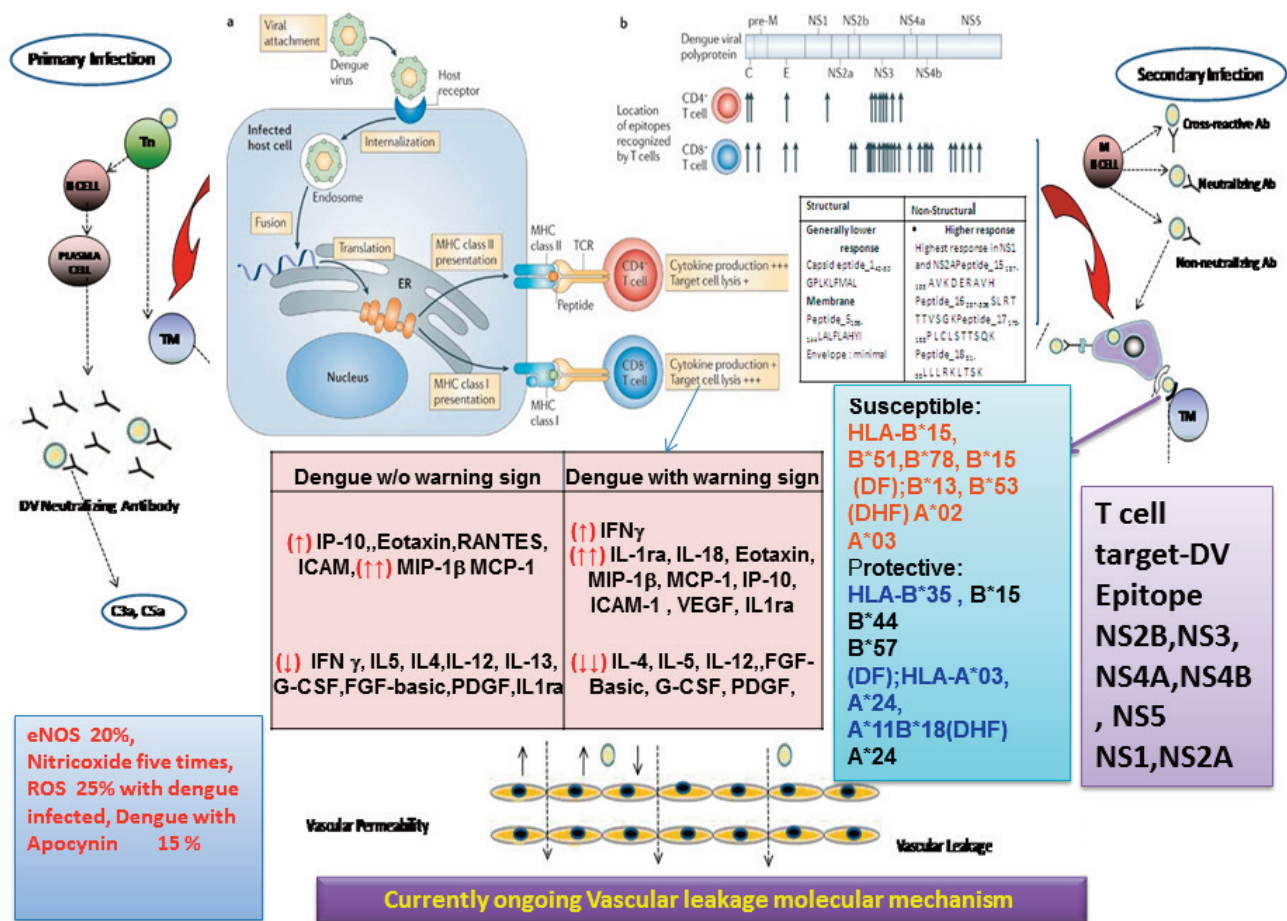 Primary Infection
Tn
B CELL
PLASMA
CELL
TM
DV Neutralizing Antibody
C3a, C5a
a
Viral
attachment
Dengue
virus
Host
receptor
Infected
host cell
Internalization
Endosome
Fusion
Translation
ER
MHC class II
presentation
MHC
class II
TCR
Peptide
CD4+
T cell
Cytokine production +++
Target cell lysis +
Nucleus
MHC class I
presentation
MHC
class I
CD8+
T cell
Cytokine production +
Target cell lysis +++
b
pre-M NS1 NS2b NS4a NS5
Dengue viral
polyprotein
C E NS2a NS3 NS4b
Location
of epitopes
recognized
by T cells
CD4+
T cell
CD8+
T cell
Structural
Generally lower
response
Capsid eptide_1
GPLKLFMAL
Membrane
Peptide_5
LALFLAHYI
Envelope : minimal
Non-Structural
• Higher response
Highest response in NS1
and NS2APeptide_15
AVKDERAVH
Peptide_16 SLRT
TTVSGKPeptide_17
PLCLSTTSQK
Peptide_18
LLLRKLTSK
Secondary Infection
M
B CELL
Cross-reactive Ab
Neutralizing Ab
Non-neutralizing Ab
TM
Dengue w/o warning sign
(↑) IP-10,,Eotaxin,RANTES,
ICAM,(↑↑) MIP-1β MCP-1
(↓) IFN γ, IL5, IL4,IL-12, IL-13,
G-CSF,FGF-basic,PDGF,IL1ra
Dengue with warning sign
(↑) IFNγ
(↑↑) IL-1ra, IL-18, Eotaxin,
MIP-1β, MCP-1, IP-10,
ICAM-1 , VEGF, IL1ra
(↓↓) IL-4, IL-5, IL-12,,FGF-
Basic, G-CSF, PDGF,
Susceptible:
HLA-B*15,
B*51,B*78, B*15
(DF);B*13, B*53
(DHF) A*02
A*03
Protective:
HLA-B*35 , B*15
B*44
B*57
(DF);HLA-A*03,
A*24,
A*11B*18(DHF)
A*24
T cell
target-DV
Epitope
NS2B,NS3,
NS4A,NS4B
, NS5
NS1,NS2A
eNOS 20%,
Nitricoxide five times,
ROS 25% with dengue
infected, Dengue with
Apocynin 15 %
Vascular Permeability
Vascular Leakage
Currently ongoing Vascular leakage molecular mechanism